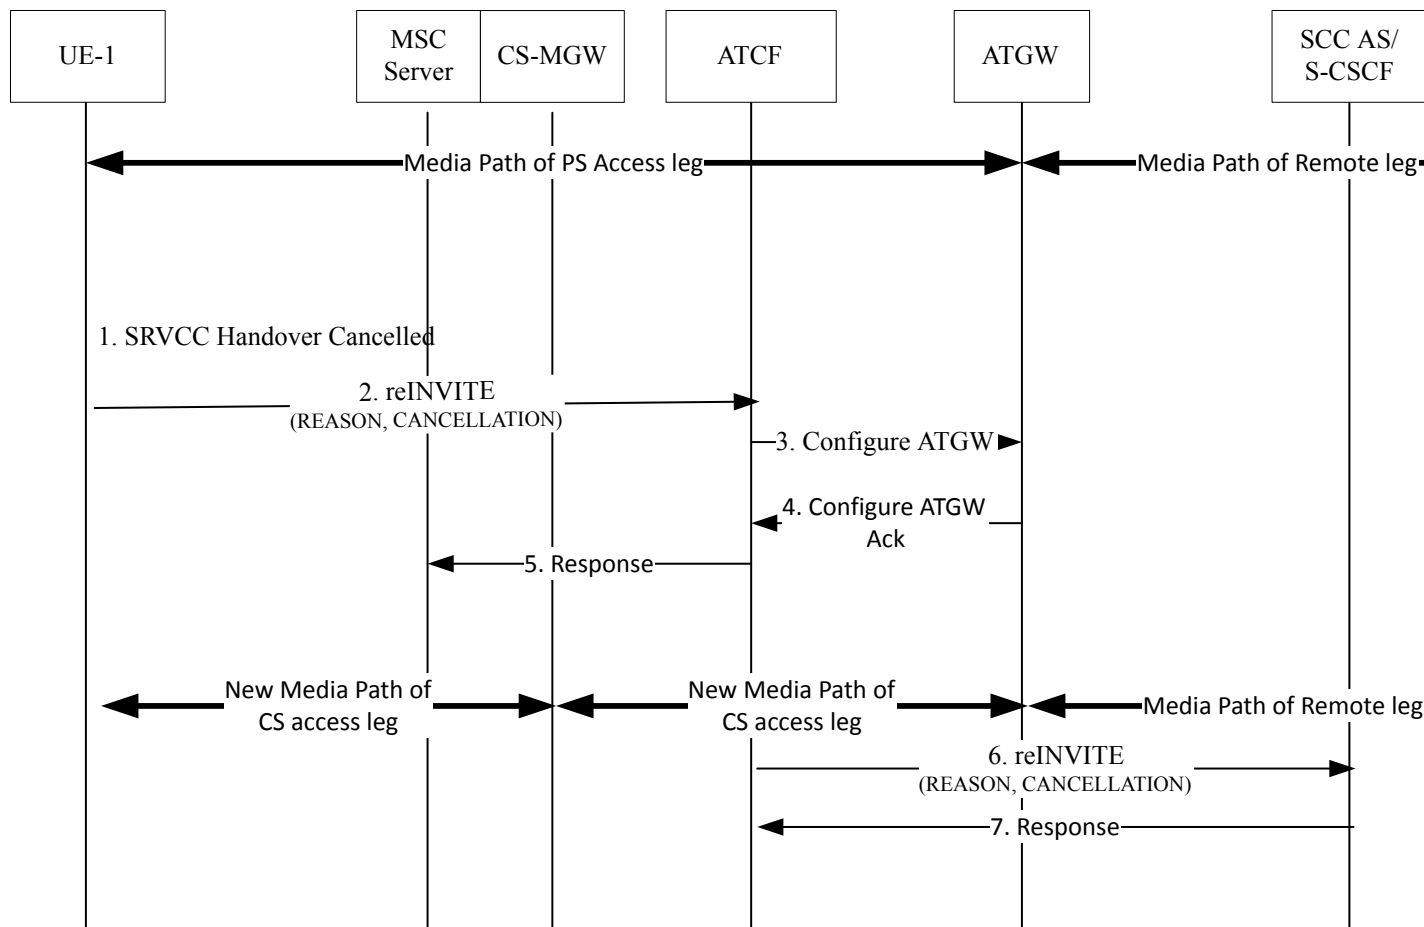 UE-1
MSC
Server
CS-MGW
ATCF
ATGW
SCC AS/
S-CSCF
Media Path of PS Access leg
Media Path of Remote leg
1. SRVCC Handover Cancelled
2. reINVITE
(REASON, CANCELLATION)
3. Configure ATGW
4. Configure ATGW
Ack
5. Response
New Media Path of
CS access leg
New Media Path of
CS access leg
Media Path of Remote leg
6. reINVITE
(REASON, CANCELLATION)
7. Response